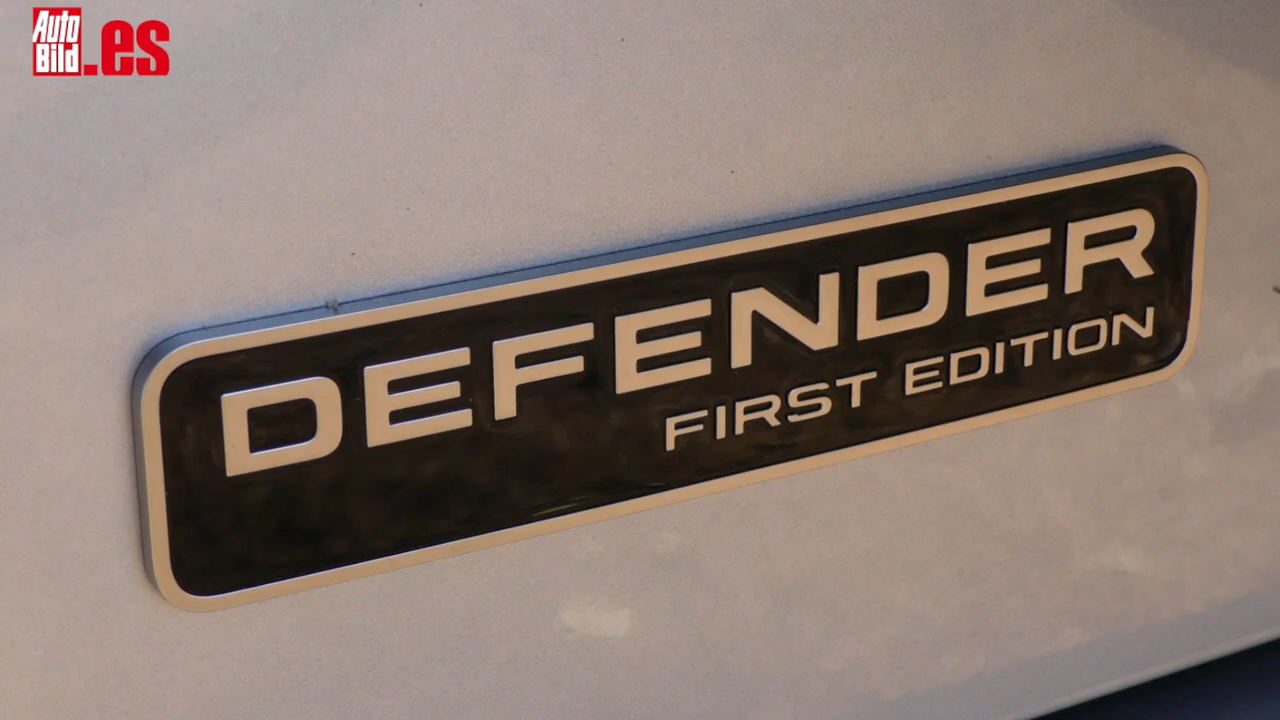 Auto
Bild
.es
DEFENDER
FIRST EDITION